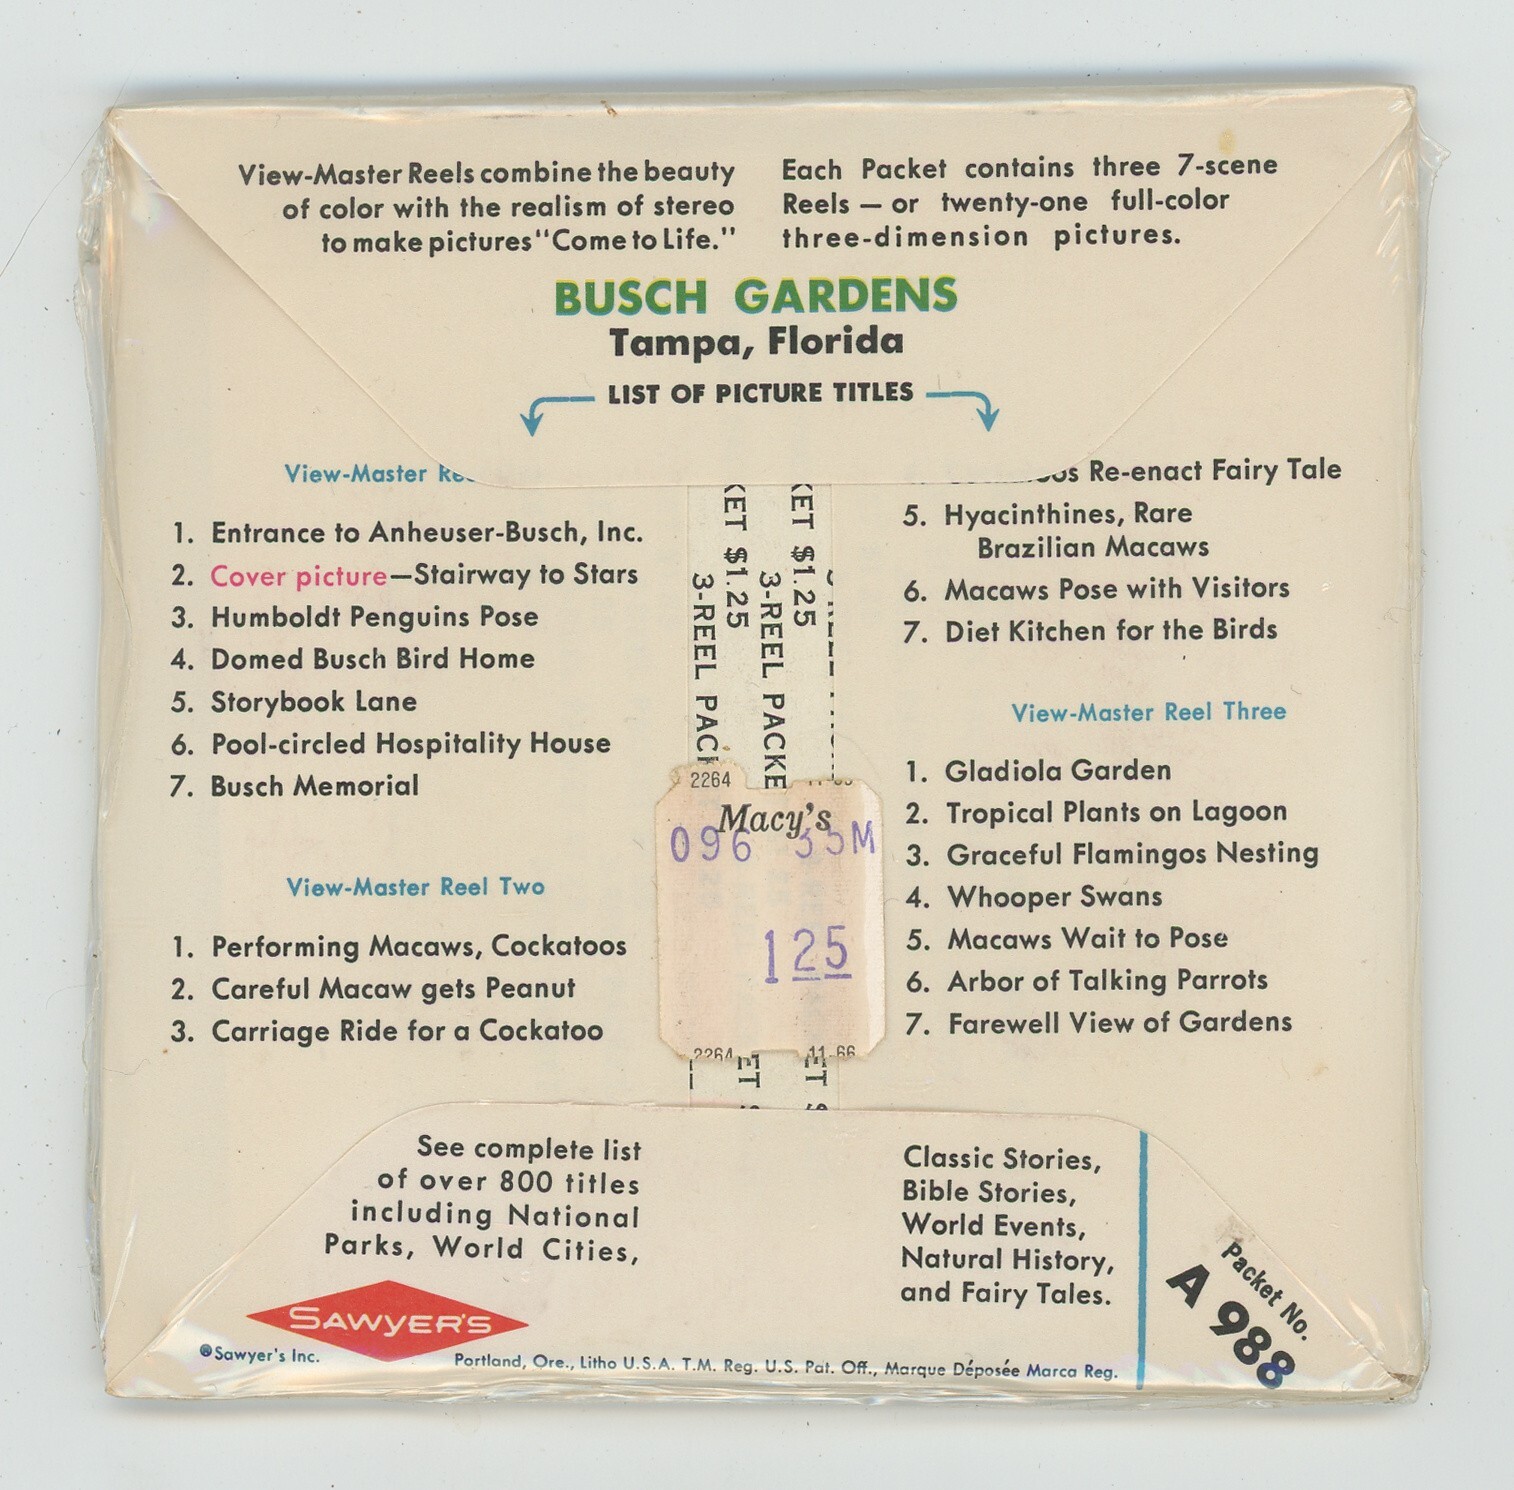 View-Master Reels combine the beauty
of color with the realism of stereo
to make pictures "Come to Life."
Each Packet contains three 7-scene
Reels — or twenty-one full-color
three-dimension pictures.
BUSCH GARDENS
Tampa, Florida
LIST OF PICTURE TITLES
View-Master
1. Entrance to Anheuser-Busch, Inc.
2. Cover picture—Stairway to Stars
3. Humboldt Penguins Pose
4. Domed Busch Bird Home
5. Storybook Lane
6. Pool-circled Hospitality House
7. Busch Memorial
View-Master Reel Two
1. Performing Macaws, Cockatoos
2. Careful Macaw gets Peanut
3. Carriage Ride for a Cockatoo
Re-enact Fairy Tale
5. Hyacinthines, Rare
Brazilian Macaws
6. Macaws Pose with Visitors
7. Diet Kitchen for the Birds
View-Master Reel Three
1. Gladiola Garden
2. Tropical Plants on Lagoon
3. Graceful Flamingos Nesting
4. Whooper Swans
5. Macaws Wait to Pose
6. Arbor of Talking Parrots
7. Farewell View of Gardens
KET $1.25
3-REEL PACK
KET $1.25
3-REEL PACKE
2264
Macy's
096
125
2264 11-66
ET $
ET $
See complete list
of over 800 titles
including National
Parks, World Cities,
Classic Stories,
Bible Stories,
World Events,
Natural History,
and Fairy Tales.
SAWYER'S
®Sawyer's Inc.
Portland, Ore., Litho U.S.A. T.M. Reg. U.S. Pat. Off., Marque Déposée Marca Reg.
Packet No.
A 988